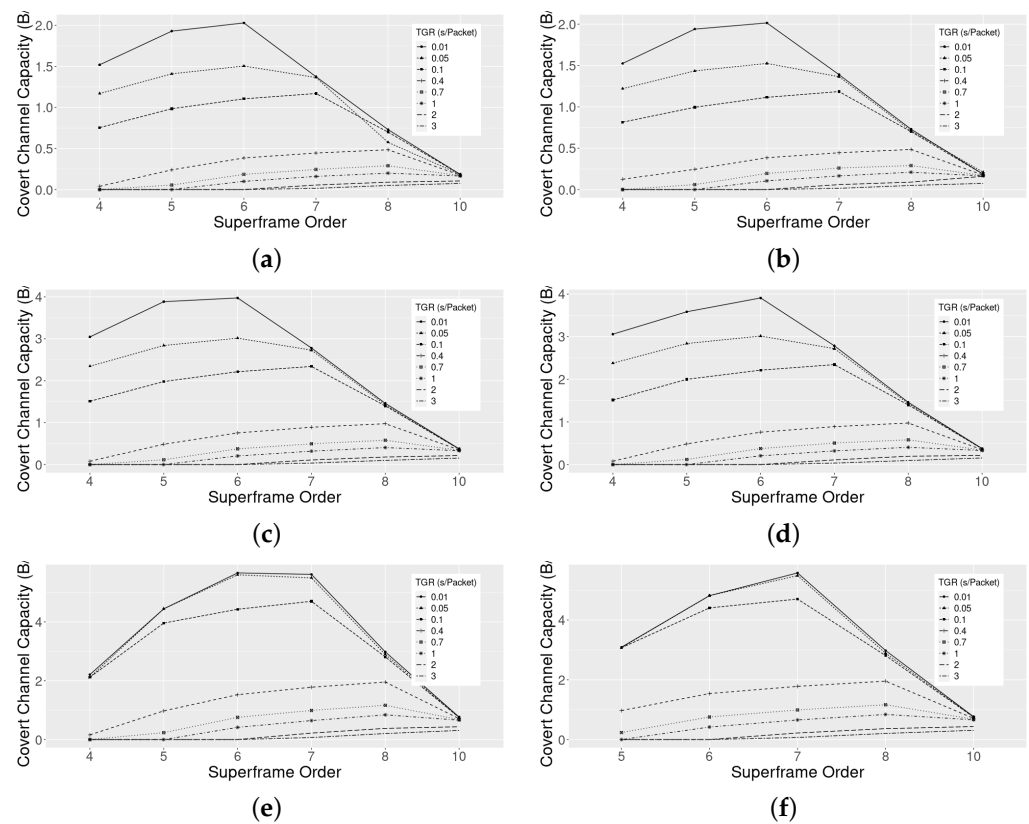 Covert Channel Capacity (B/
2.0
1.5
1.0
0.5
0.0
4 5 6 7 8 10
Superframe Order
TGR (s/Packet)
0.01
0.05
0.1
0.4
0.7
1
2
3
(a)
Covert Channel Capacity (B/
2.0
1.5
1.0
0.5
0.0
4 5 6 7 8 10
Superframe Order
TGR (s/Packet)
0.01
0.05
0.1
0.4
0.7
1
2
3
(b)
Covert Channel Capacity (B/
4
3
2
1
0
4 5 6 7 8 10
Superframe Order
TGR (s/Packet)
0.01
0.05
0.1
0.4
0.7
1
2
3
(c)
Covert Channel Capacity (B/
4
3
2
1
0
4 5 6 7 8 10
Superframe Order
TGR (s/Packet)
0.01
0.05
0.1
0.4
0.7
1
2
3
(d)
Covert Channel Capacity (B/
4
2
0
4 5 6 7 8 10
Superframe Order
TGR (s/Packet)
0.01
0.05
0.1
0.4
0.7
1
2
3
(e)
Covert Channel Capacity (B/
4
2
0
5 6 7 8 10
Superframe Order
TGR (s/Packet)
0.01
0.05
0.1
0.4
0.7
1
2
3
(f)